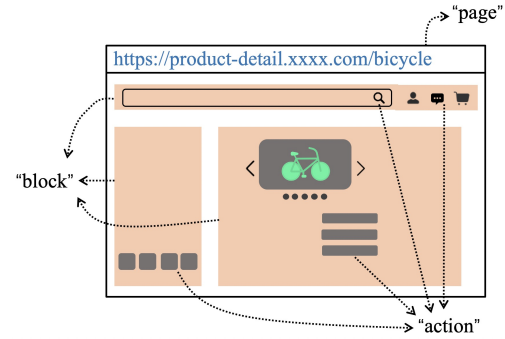 “page”
https://product-detail.xxxx.com/bicycle
“block”
“action”